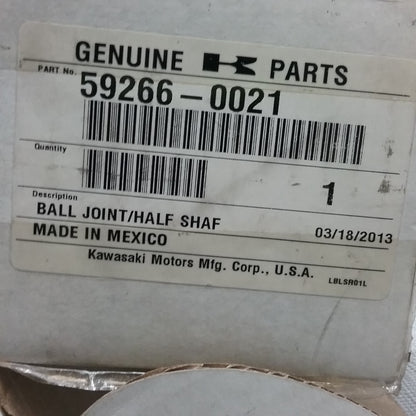 GENUINE K PARTS
PART No. 59266-0021
Quantity
1
Description
BALL JOINT/HALF SHAF 03/18/2013
MADE IN MEXICO
Kawasaki Motors Mfg. Corp., U.S.A.
LBLSR01L